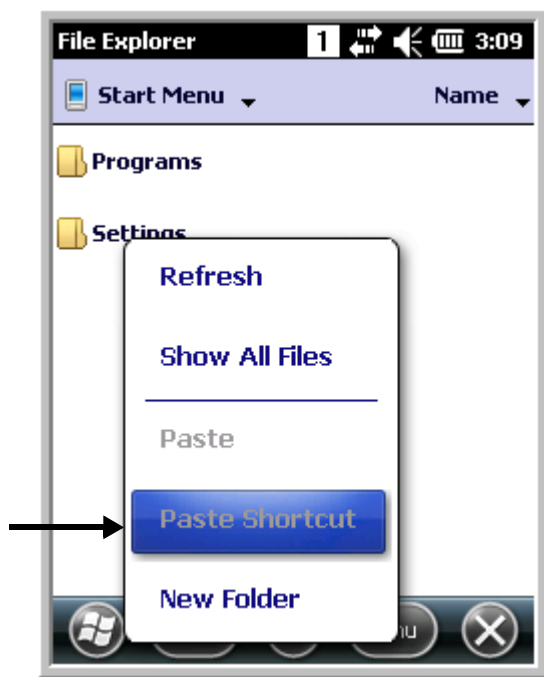 File Explorer 1 3:09
Start Menu Name
Programs
Settings
Refresh
Show All Files
Paste
Paste Shortcut
New Folder